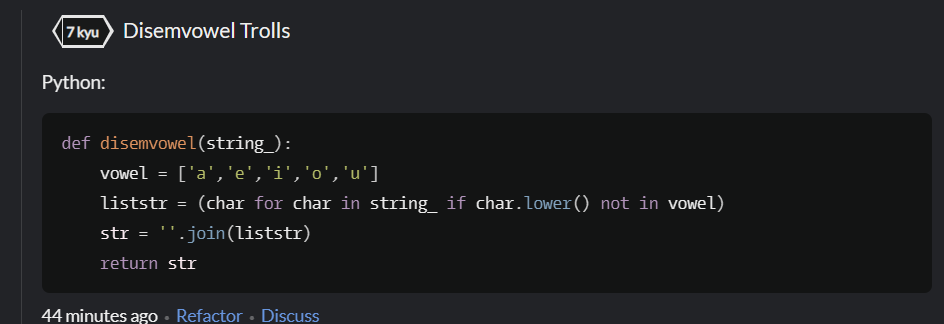 7 kyu Disemvowel Trolls
Python:
def disemvowel(string_):
    vowel = ['a','e','i','o','u']
    liststr = (char for char in string_ if char.lower() not in vowel)
    str = ''.join(liststr)
    return str
44 minutes ago • Refactor • Discuss